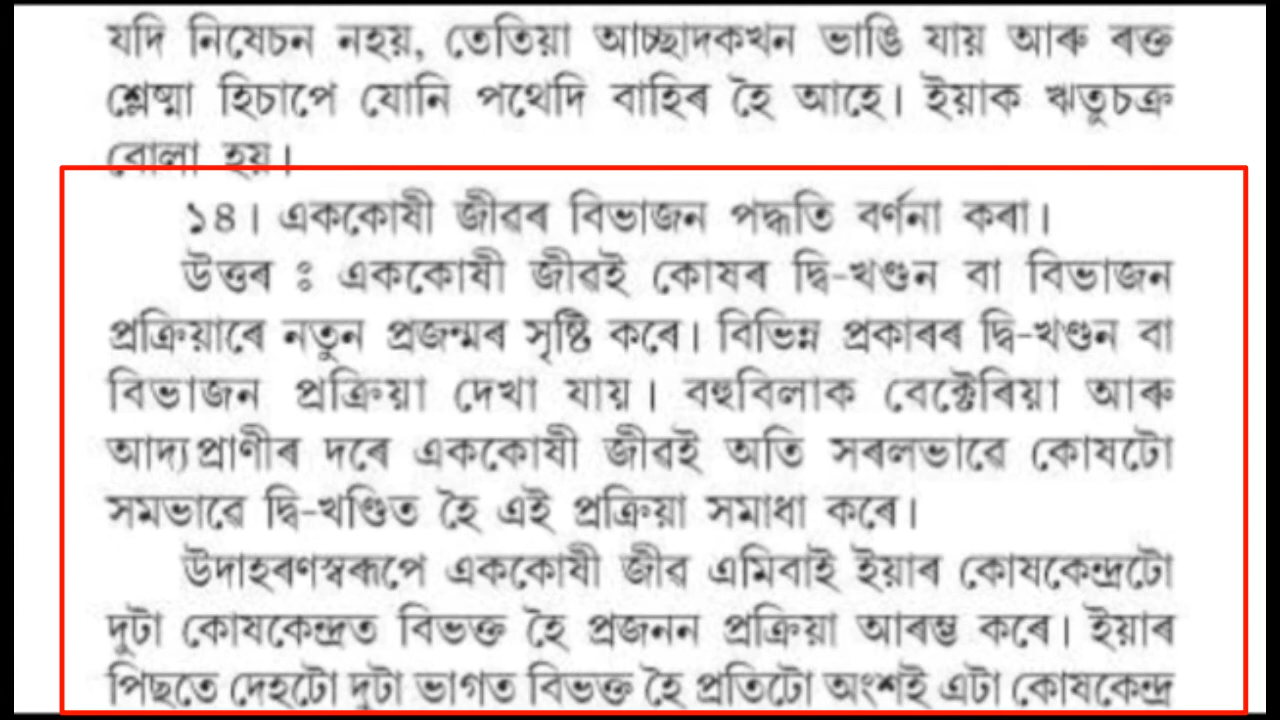 যদি নিষেচন নহয়, তেতিয়া আচ্ছাদকখন ভাঙি যায় আৰু ৰক্ত
শ্লেষ্মা হিচাপে যোনি পথেদি বাহিৰ হৈ আহে। ইয়াক ঋতুচক্ৰ
বোলা হয়।
১৪। এককোষী জীৱৰ বিভাজন পদ্ধতি বৰ্ণনা কৰা।
উত্তৰ ঃ এককোষী জীৱই কোষৰ দ্বি-খণ্ডন বা বিভাজন
প্ৰক্ৰিয়াৰে নতুন প্ৰজন্মৰ সৃষ্টি কৰে। বিভিন্ন প্ৰকাৰৰ দ্বি-খণ্ডন বা
বিভাজন প্ৰক্ৰিয়া দেখা যায়। বহুবিলাক বেক্টেৰিয়া আৰু
আদ্যপ্ৰাণীৰ দৰে এককোষী জীৱই অতি সৰলভাৱে কোষটো
সমভাৱে দ্বি-খণ্ডিত হৈ এই প্ৰক্ৰিয়া সমাধা কৰে।
উদাহৰণস্বৰূপে এককোষী জীৱ এমিবাই ইয়াৰ কোষকেন্দ্ৰটো
দুটা কোষকেন্দ্ৰত বিভক্ত হৈ প্ৰজনন প্ৰক্ৰিয়া আৰম্ভ কৰে। ইয়াৰ
পিছতে দেহটো দুটা ভাগত বিভক্ত হৈ প্ৰতিটো অংশই এটা কোষকেন্দ্ৰ